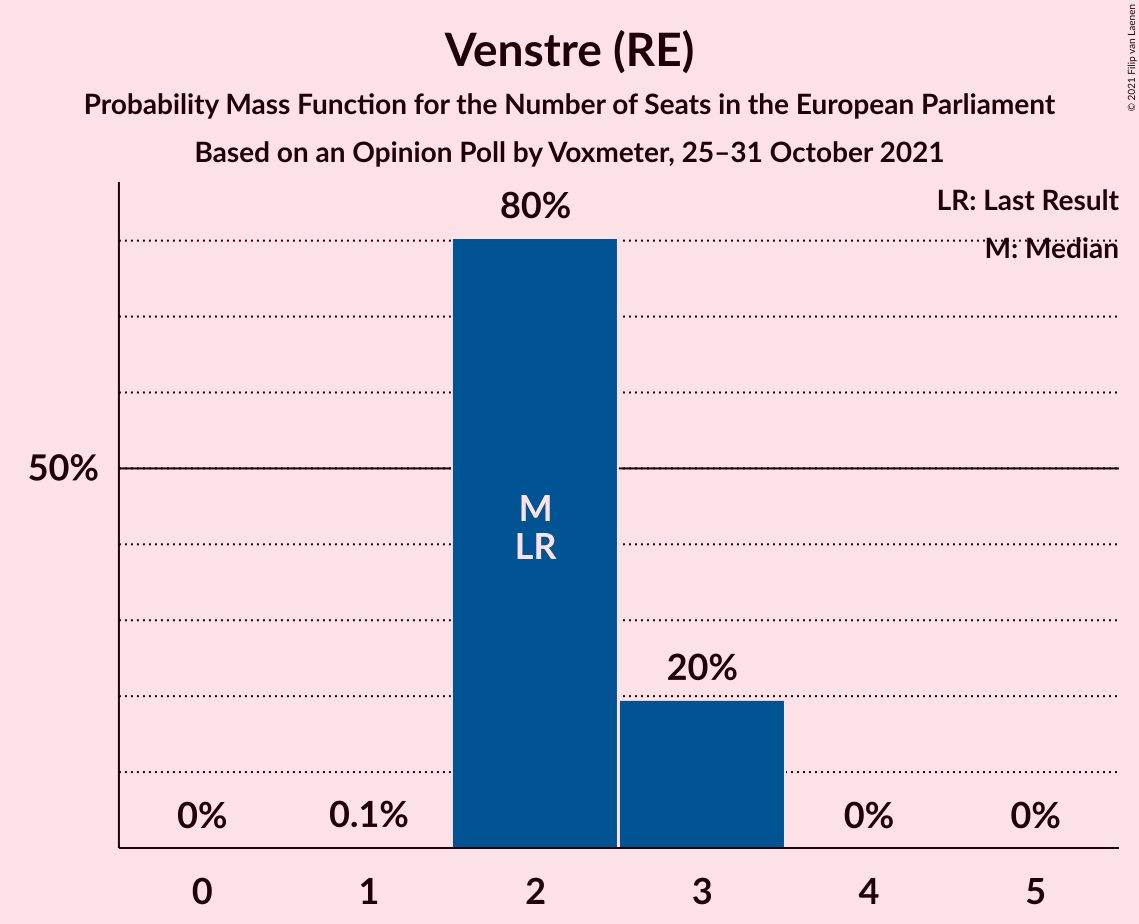 Venstre (RE)
Probability Mass Function for the Number of Seats in the European Parliament
Based on an Opinion Poll by Voxmeter, 25–31 October 2021
© 2021 Filip van Laenen
LR: Last Result
M: Median
80%
50%
M
LR
20%
0%
0.1%
0%
0%
0
1
2
3
4
5